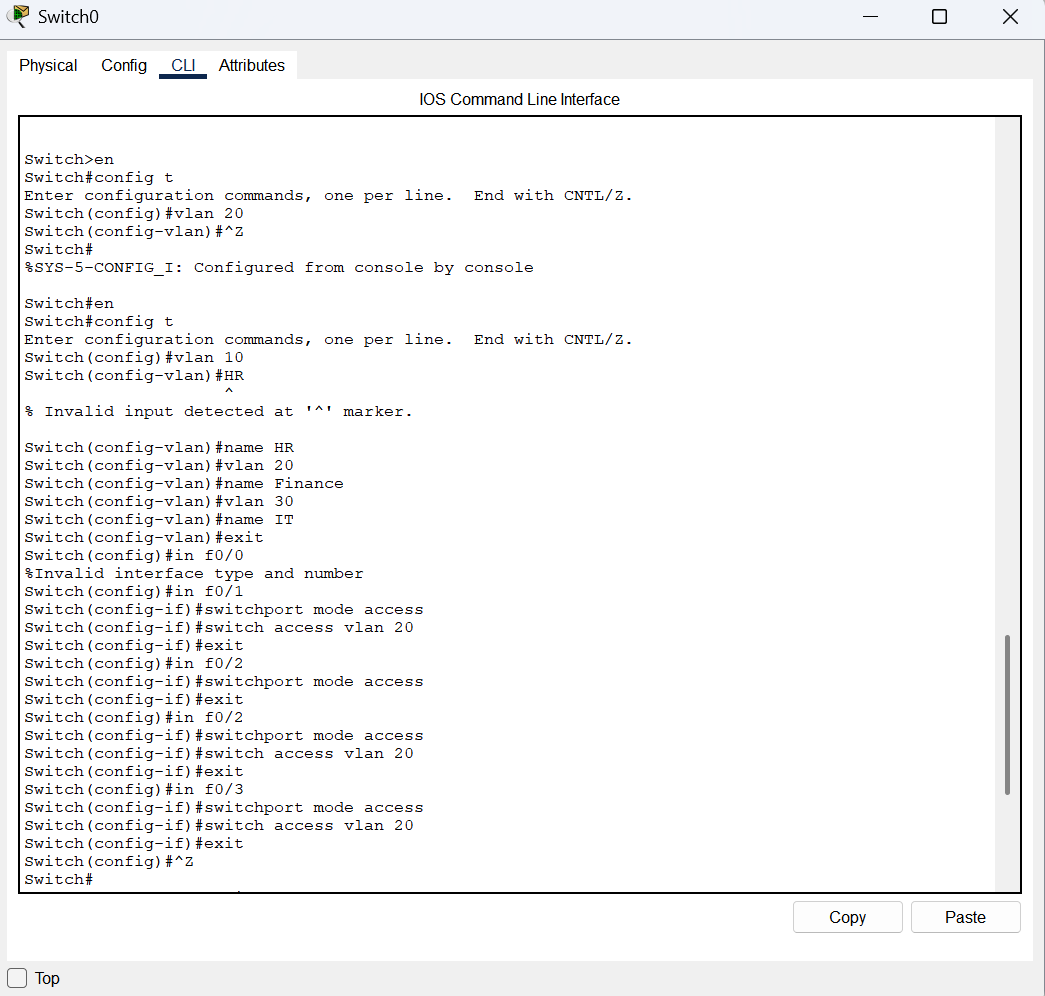 Switch0
Physical Config CLI Attributes
IOS Command Line Interface
Switch>en
Switch#config t
Enter configuration commands, one per line.  End with CNTL/Z.
Switch(config)#vlan 20
Switch(config-vlan)#^Z
Switch#
%SYS-5-CONFIG_I: Configured from console by console
Switch#en
Switch#config t
Enter configuration commands, one per line.  End with CNTL/Z.
Switch(config)#vlan 10
Switch(config-vlan)#HR
^
% Invalid input detected at '^' marker.
Switch(config-vlan)#name HR
Switch(config-vlan)#vlan 20
Switch(config-vlan)#name Finance
Switch(config-vlan)#vlan 30
Switch(config-vlan)#name IT
Switch(config-vlan)#exit
Switch(config)#in f0/0
%Invalid interface type and number
Switch(config)#in f0/1
Switch(config-if)#switchport mode access
Switch(config-if)#switch access vlan 20
Switch(config-if)#exit
Switch(config)#in f0/2
Switch(config-if)#switchport mode access
Switch(config-if)#exit
Switch(config)#in f0/2
Switch(config-if)#switchport mode access
Switch(config-if)#switch access vlan 20
Switch(config-if)#exit
Switch(config)#in f0/3
Switch(config-if)#switchport mode access
Switch(config-if)#switch access vlan 20
Switch(config-if)#exit
Switch(config)#^Z
Switch#
Copy Paste
Top